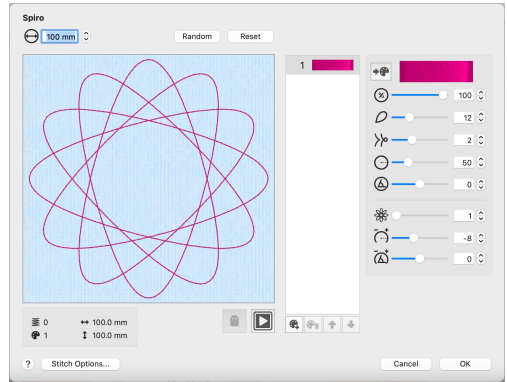 Spiro
100 mm
Random
Reset
1
100
12
2
50
0
1
-8
0
0
100.0 mm
1
100.0 mm
? Stitch Options...
Cancel
OK